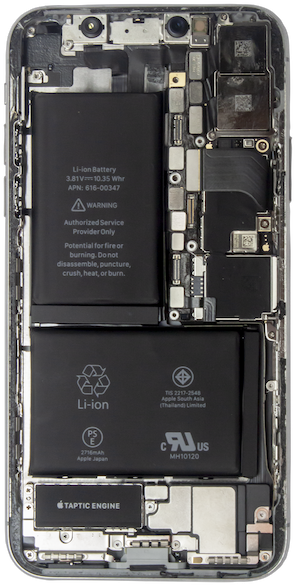 Li-ion Battery
3.81V⎓10.35 Whr
APN: 616-00347
⚠ WARNING
Authorized Service
Provider Only
Potential for fire or
burning. Do not
disassemble, puncture,
crush, heat, or burn.
Li-ion
TIS 2217-2548
Apple South Asia
(Thailand) Limited
PS
E
2716mAh
Apple Japan
c RU US
MH10120
TAPTIC ENGINE